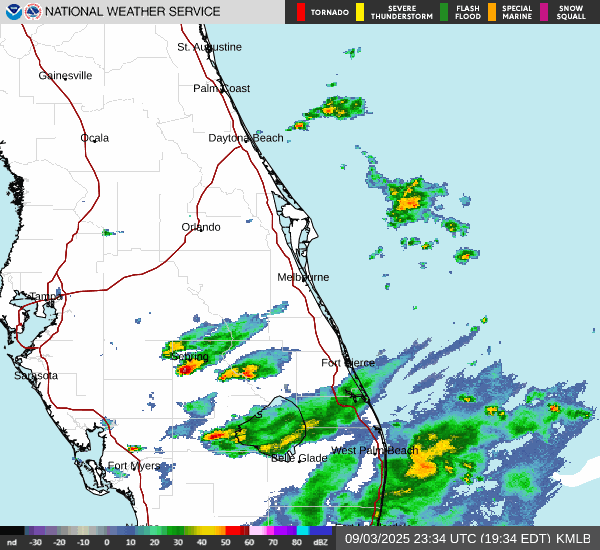 NATIONAL WEATHER SERVICE
TORNADO
SEVERE THUNDERSTORM
FLASH FLOOD
SPECIAL MARINE
SNOW SQUALL
St. Augustine
Gainesville
Palm Coast
Ocala
Daytona Beach
Orlando
Melbourne
Tampa
Sebring
Fort Pierce
Sarasota
West Palm Beach
Belle Glade
Fort Myers
nd -30 -20 -10 0 10 20 30 40 50 60 70 80 dBZ
09/03/2025 23:34 UTC (19:34 EDT) KMLB